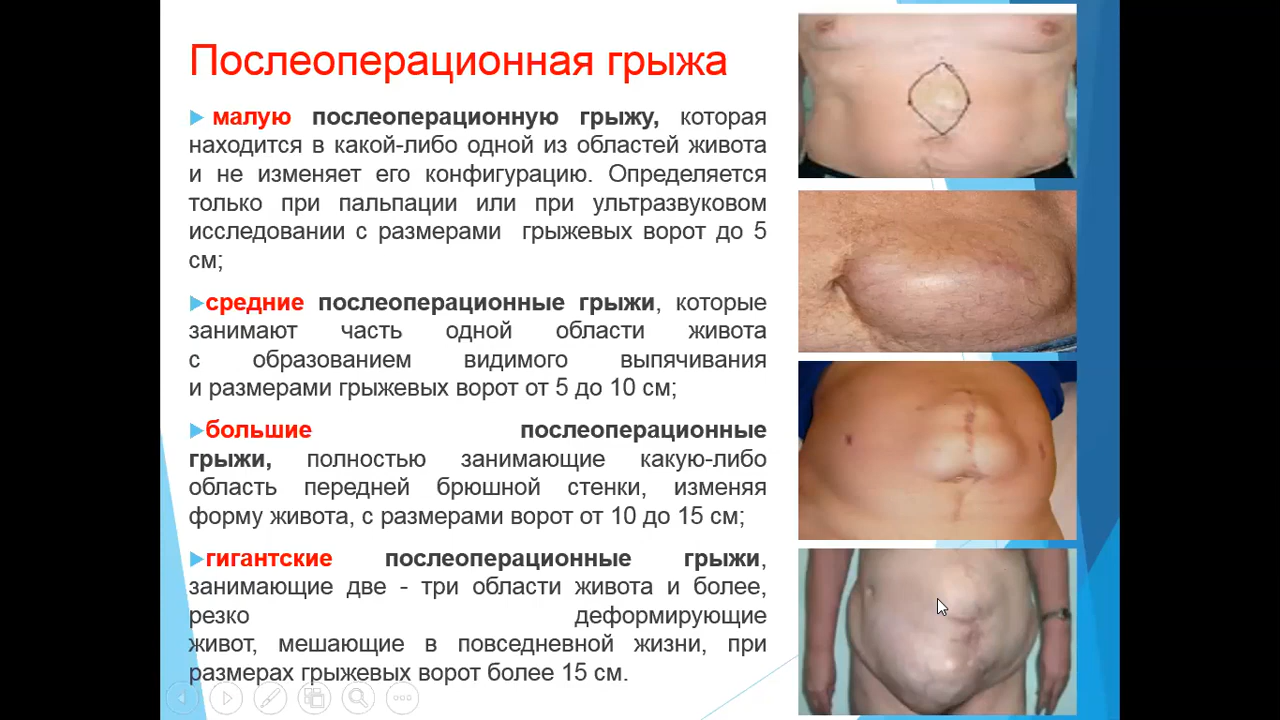 Послеоперационная грыжа
малую послеоперационную грыжу, которая
находится в какой-либо одной из областей живота
и не изменяет его конфигурацию. Определяется
только при пальпации или при ультразвуковом
исследовании с размерами грыжевых ворот до 5
см;
средние послеоперационные грыжи, которые
занимают часть одной области живота
с образованием видимого выпячивания
и размерами грыжевых ворот от 5 до 10 см;
большие послеоперационные
грыжи, полностью занимающие какую-либо
область передней брюшной стенки, изменяя
форму живота, с размерами ворот от 10 до 15 см;
гигантские послеоперационные грыжи,
занимающие две - три области живота и более,
резко деформирующие
живот, мешающие в повседневной жизни, при
размерах грыжевых ворот более 15 см.